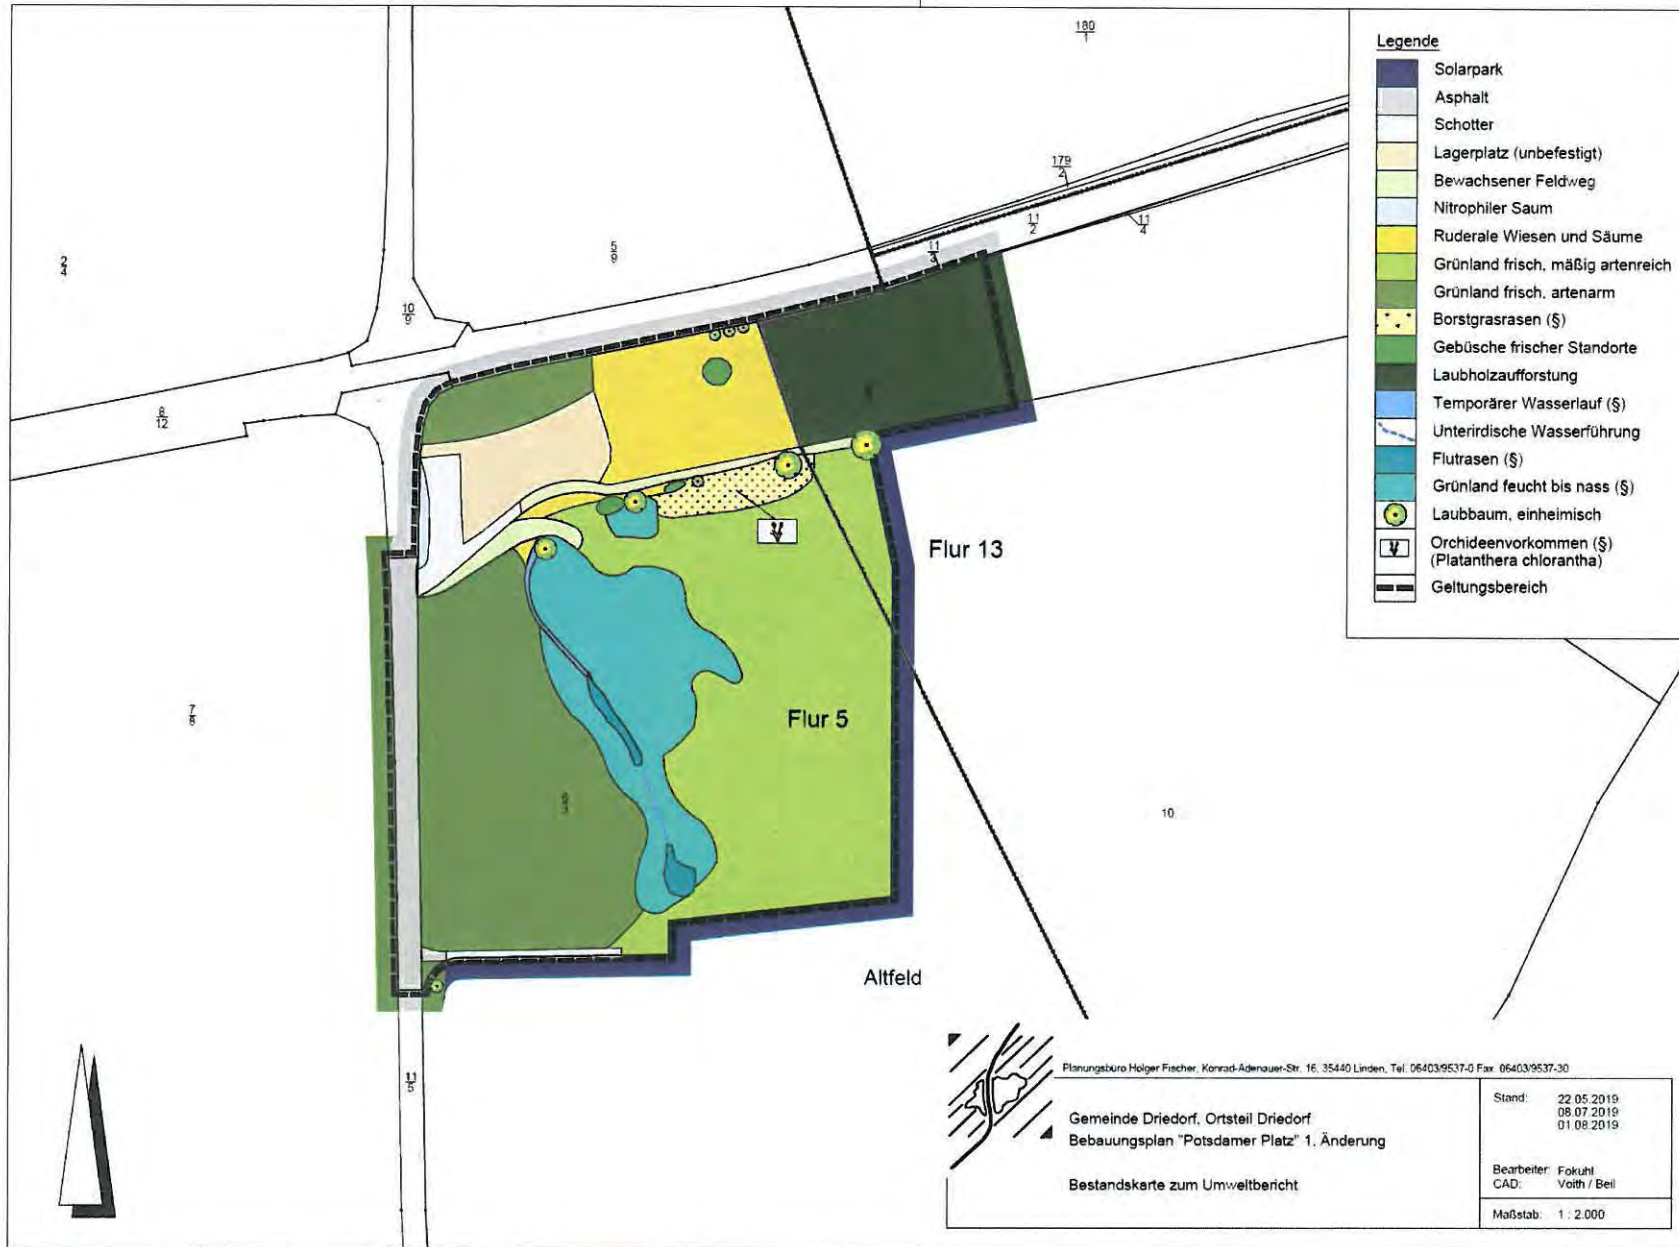 180
1
Legende
Solarpark
Asphalt
Schotter
Lagerplatz (unbefestigt)
Bewachsener Feldweg
Nitrophiler Saum
Ruderale Wiesen und Säume
Grünland frisch, mäßig artenreich
Grünland frisch, artenarm
Borstgrasrasen (§)
Gebüsche frischer Standorte
Laubholzaufforstung
Temporärer Wasserlauf (§)
Unterirdische Wasserführung
Flutrasen (§)
Grünland feucht bis nass (§)
Laubbaum, einheimisch
Orchideenvorkommen (§)
(Platanthera chlorantha)
Geltungsbereich
179
2
11
2
11
4
11
3
5
9
2
4
10
9
8
12
Flur 13
7
8
Flur 5
10
Altfeld
11
5
Planungsbüro Holger Fischer, Konrad-Adenauer-Str. 16, 35440 Linden, Tel. 06403/9537-0 Fax. 06403/9537-30
Gemeinde Driedorf, Ortsteil Driedorf
Bebauungsplan "Potsdamer Platz" 1. Änderung
Bestandskarte zum Umweltbericht
Stand: 22.05.2019
08.07.2019
01.08.2019
Bearbeiter: Fokuhl
CAD: Voith / Beil
Maßstab: 1 : 2.000